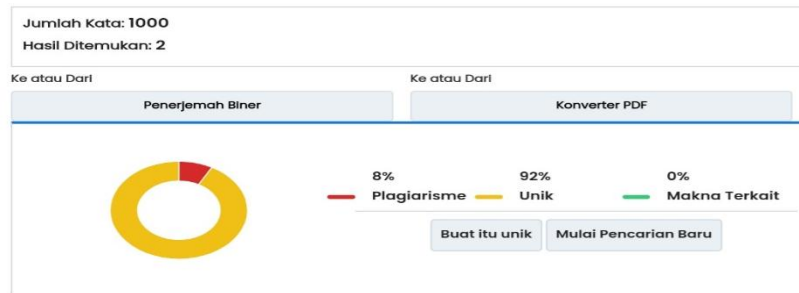 Jumlah Kata: 1000
Hasil Ditemukan: 2
Ke atau Dari Ke atau Dari
Penerjemah Biner Konverter PDF
8% 92% 0%
Plagiarisme Unik Makna Terkait
Buat itu unik Mulai Pencarian Baru